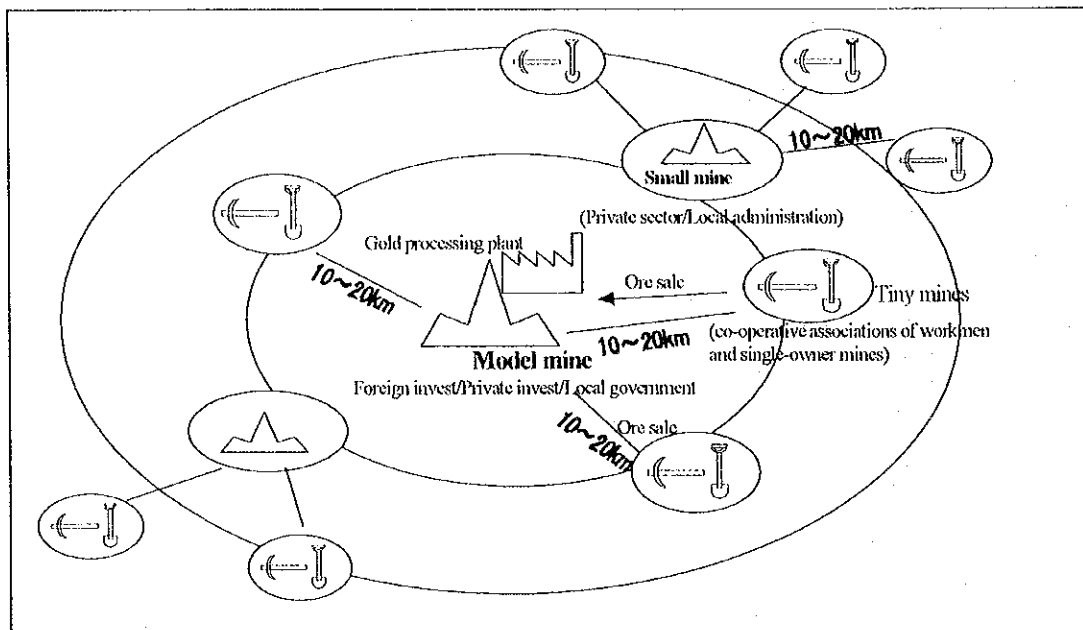 10～20km
Small mine
(Private sector/Local administration)
Gold processing plant
10～20km
Ore sale
Tiny mines
10～20km
(co-operative associations of workmen
and single-owner mines)
Model mine
Foreign invest/Private invest/Local government
Ore sale
10～20km